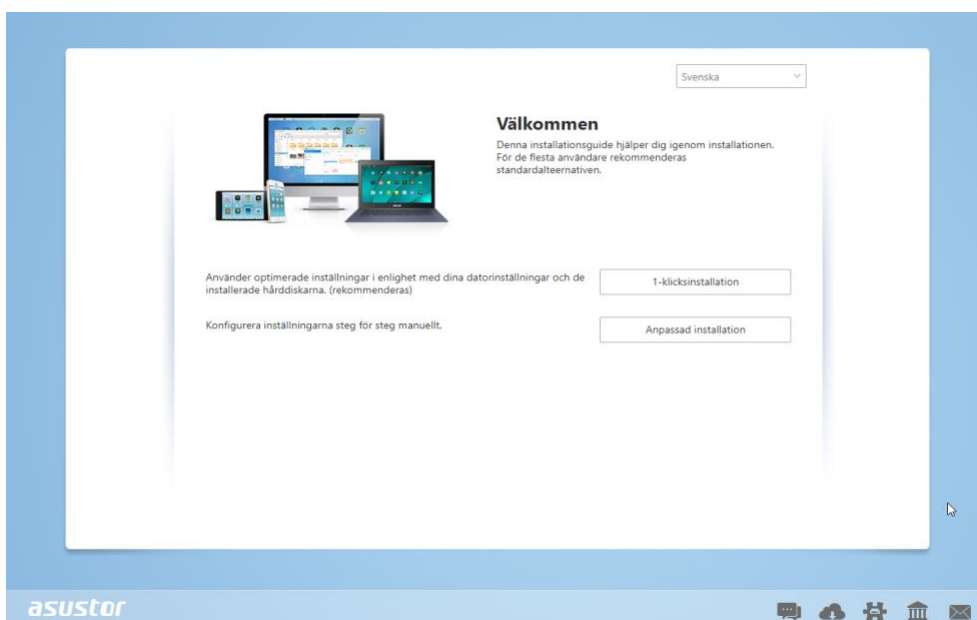 Svenska
Välkommen
Denna installationsguide hjälper dig igenom installationen.
För de flesta användare rekommenderas
standardalteernativen.
Använder optimerade inställningar i enlighet med dina datorinställningar och de
installerade hårddiskarna. (rekommenderas)
1-klicksinstallation
Konfigurera inställningarna steg för steg manuellt.
Anpassad installation
asustor